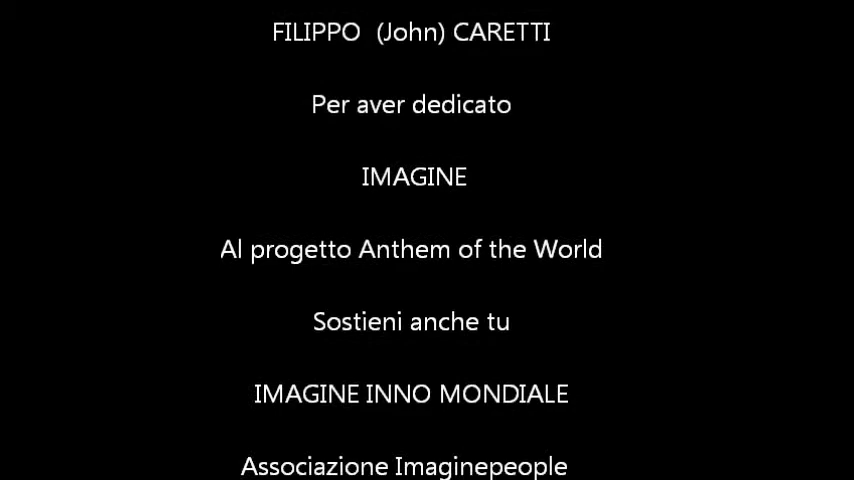 FILIPPO (John) CARETTI
Per aver dedicato
IMAGINE
Al progetto Anthem of the World
Sostieni anche tu
IMAGINE INNO MONDIALE
Associazione Imaginepeople